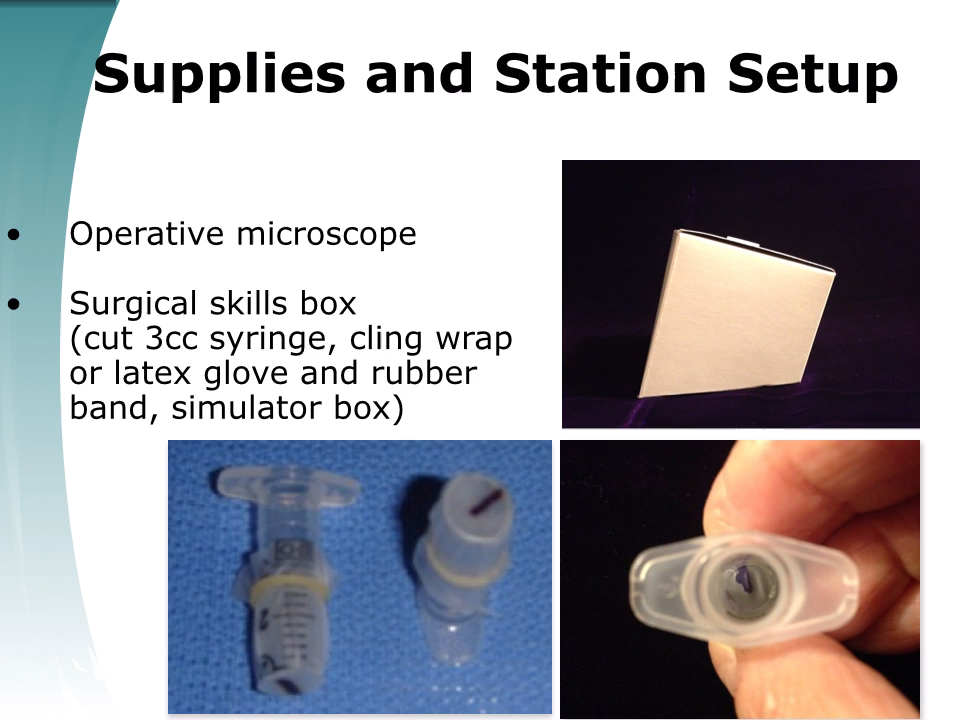 Supplies and Station Setup
• Operative microscope
• Surgical skills box
(cut 3cc syringe, cling wrap
or latex glove and rubber
band, simulator box)